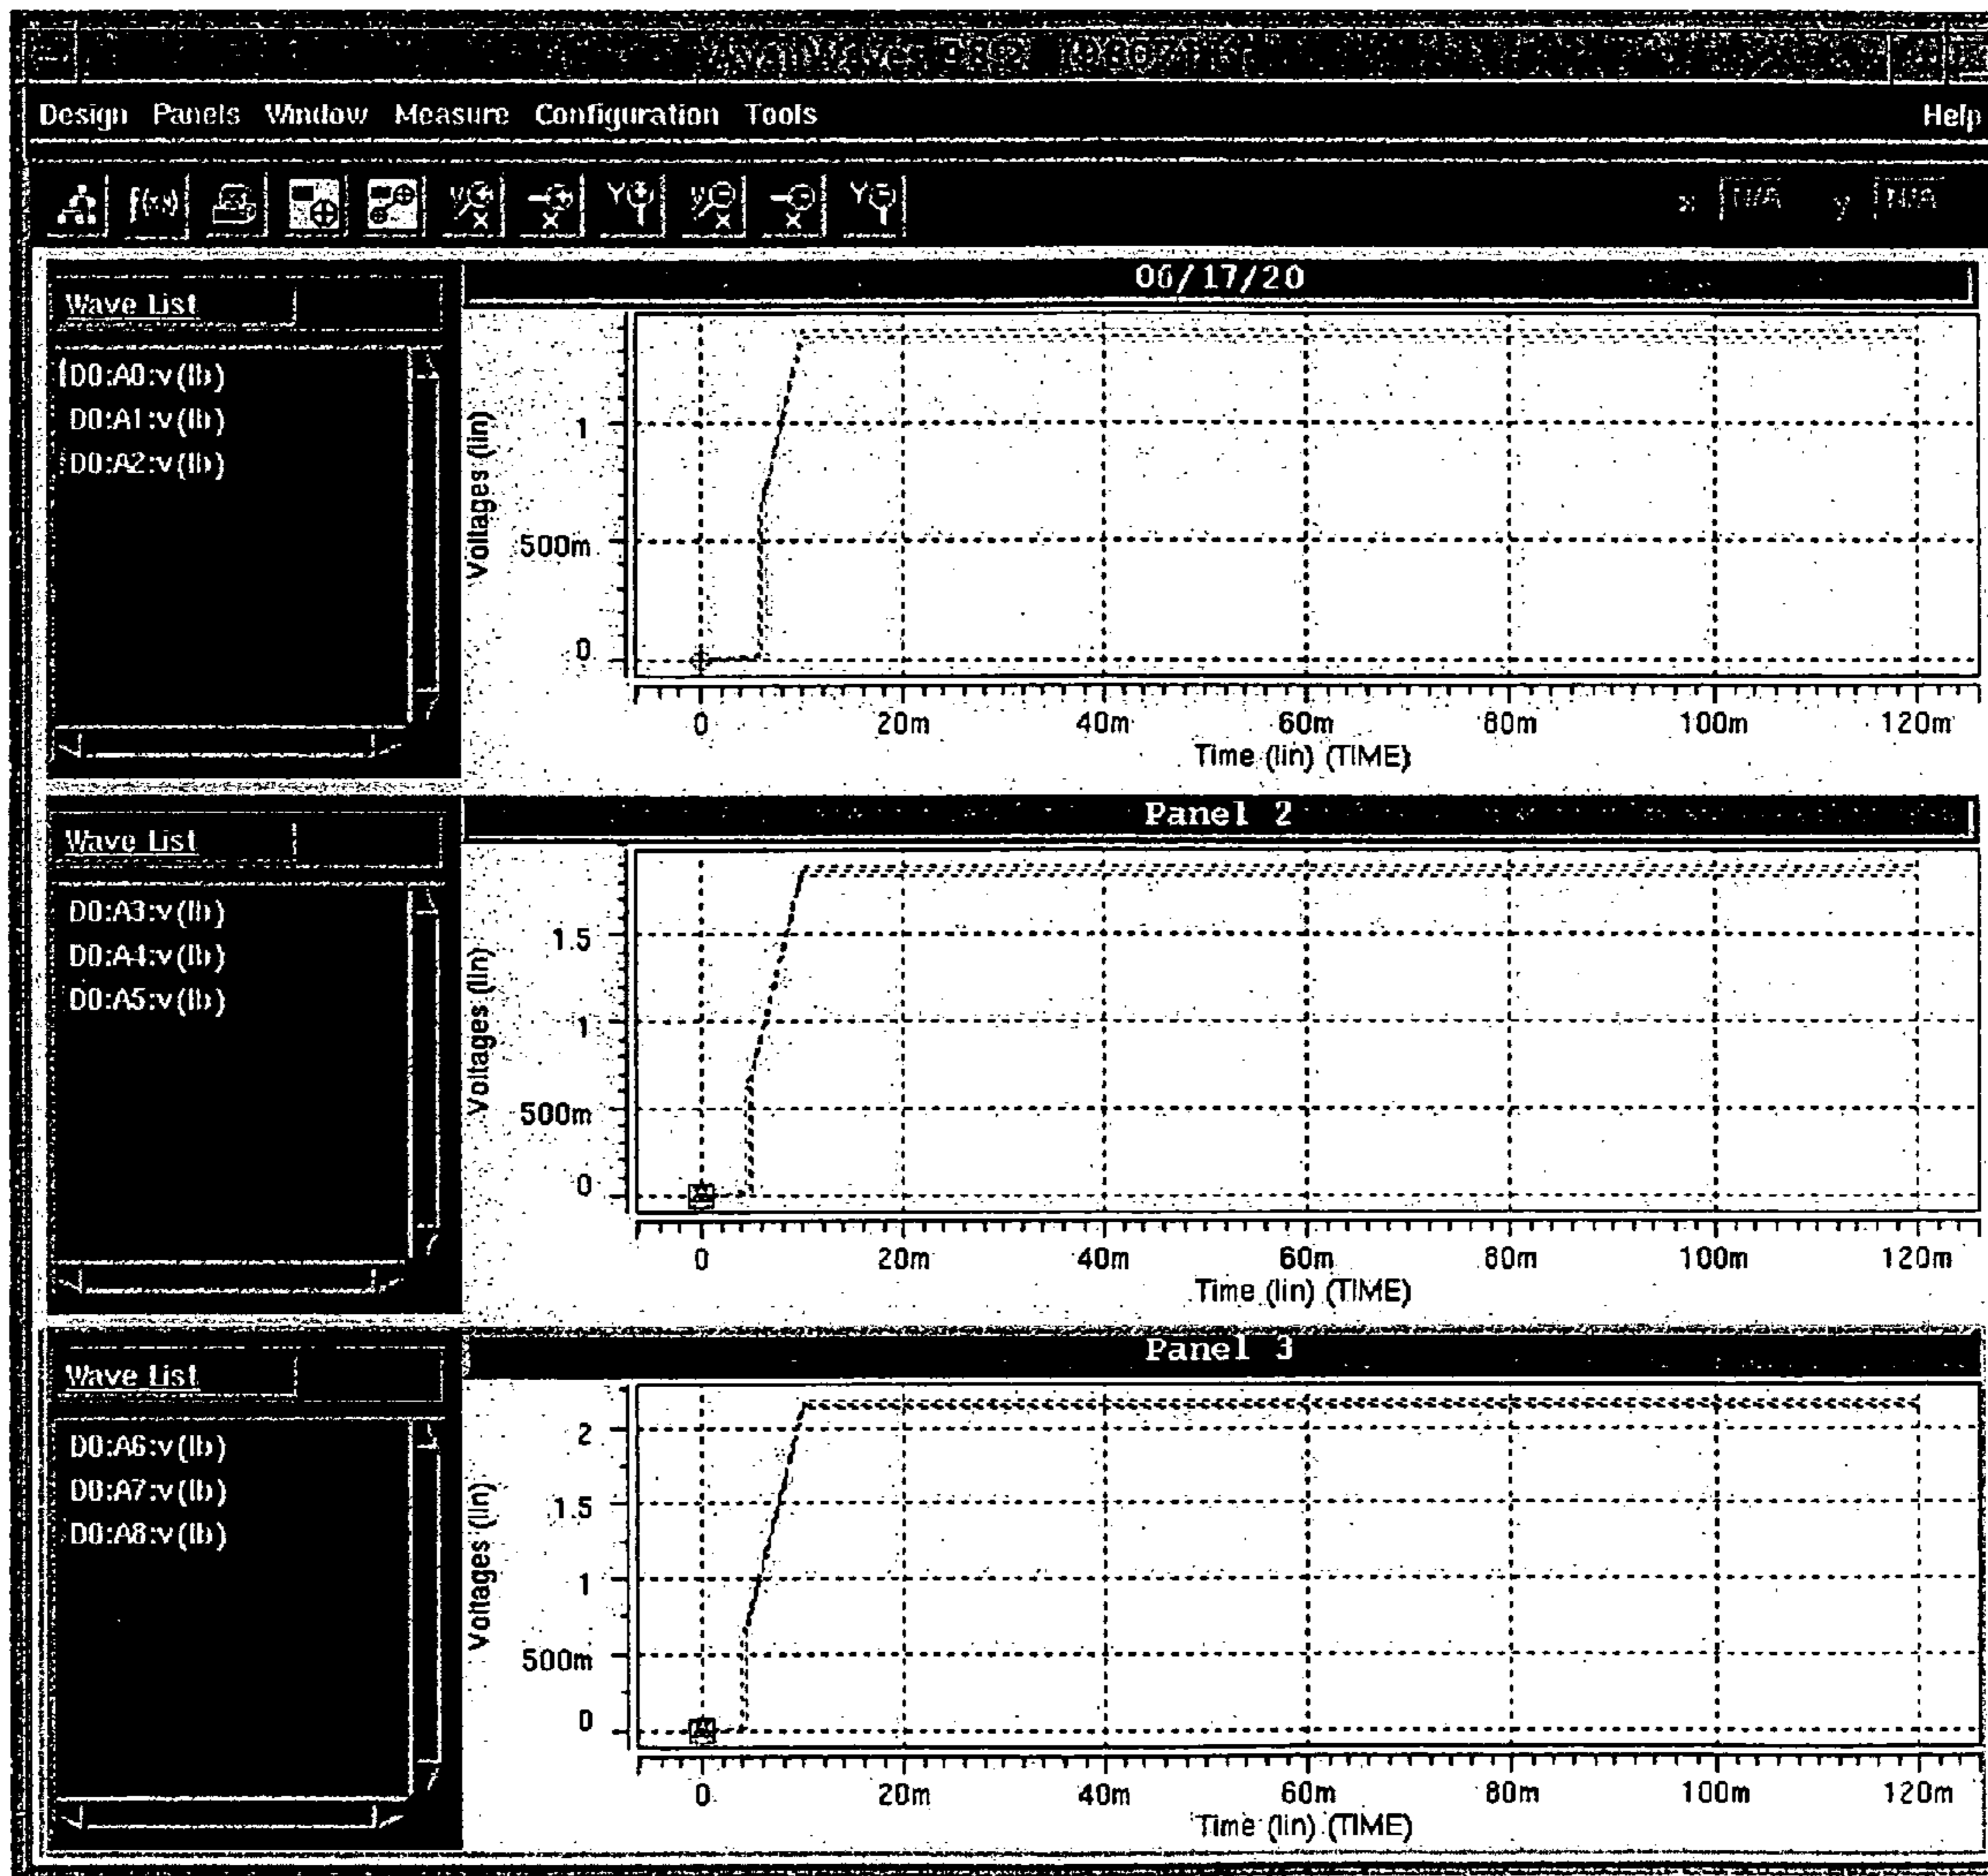 Design Panels Window Measure Configuration Tools Help
x N/A y N/A
06/17/20
Wave List
D0:A0:v(lb)
D0:A1:v(lb)
D0:A2:v(lb)
Voltages (lin)
1
500m
0
0 20m 40m 60m 80m 100m 120m
Time (lin) (TIME)
Panel 2
Wave List
D0:A3:v(lb)
D0:A4:v(lb)
D0:A5:v(lb)
Voltages (lin)
1.5
1
500m
0
0 20m 40m 60m 80m 100m 120m
Time (lin) (TIME)
Panel 3
Wave List
D0:A6:v(lb)
D0:A7:v(lb)
D0:A8:v(lb)
Voltages (lin)
2
1.5
1
500m
0
0 20m 40m 60m 80m 100m 120m
Time (lin) (TIME)